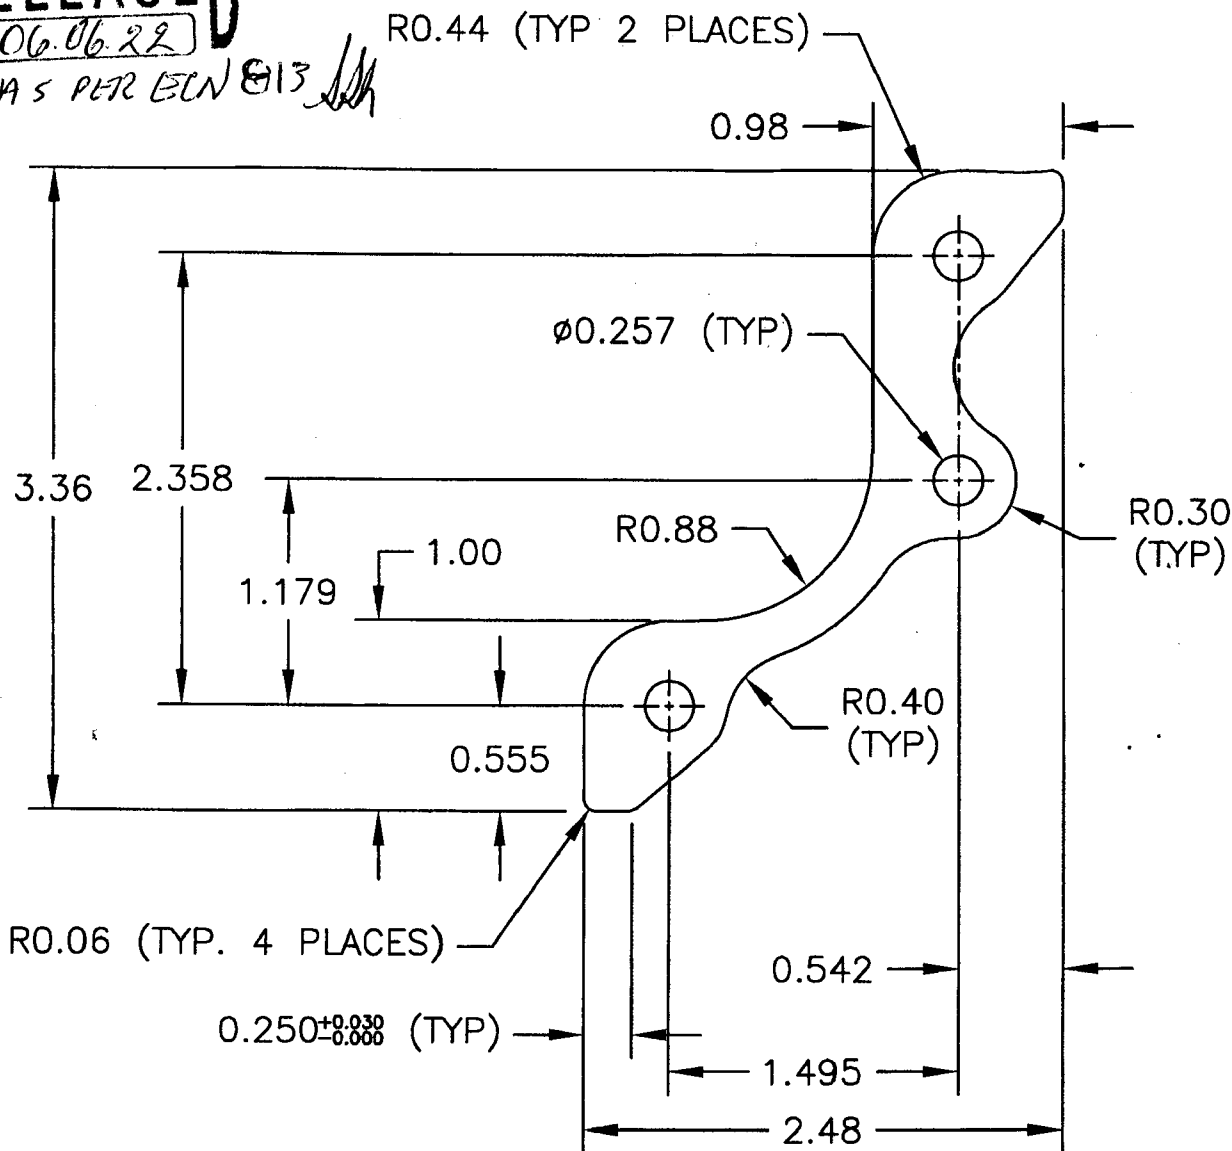 06.06.22
AS PER ECN 813
R0.44 (TYP 2 PLACES)
0.98
Ø0.257 (TYP)
3.36
2.358
R0.88
R0.30
(TYP)
1.00
1.179
R0.40
(TYP)
0.555
R0.06 (TYP. 4 PLACES)
0.542
0.250+0.030-0.000 (TYP)
1.495
2.48